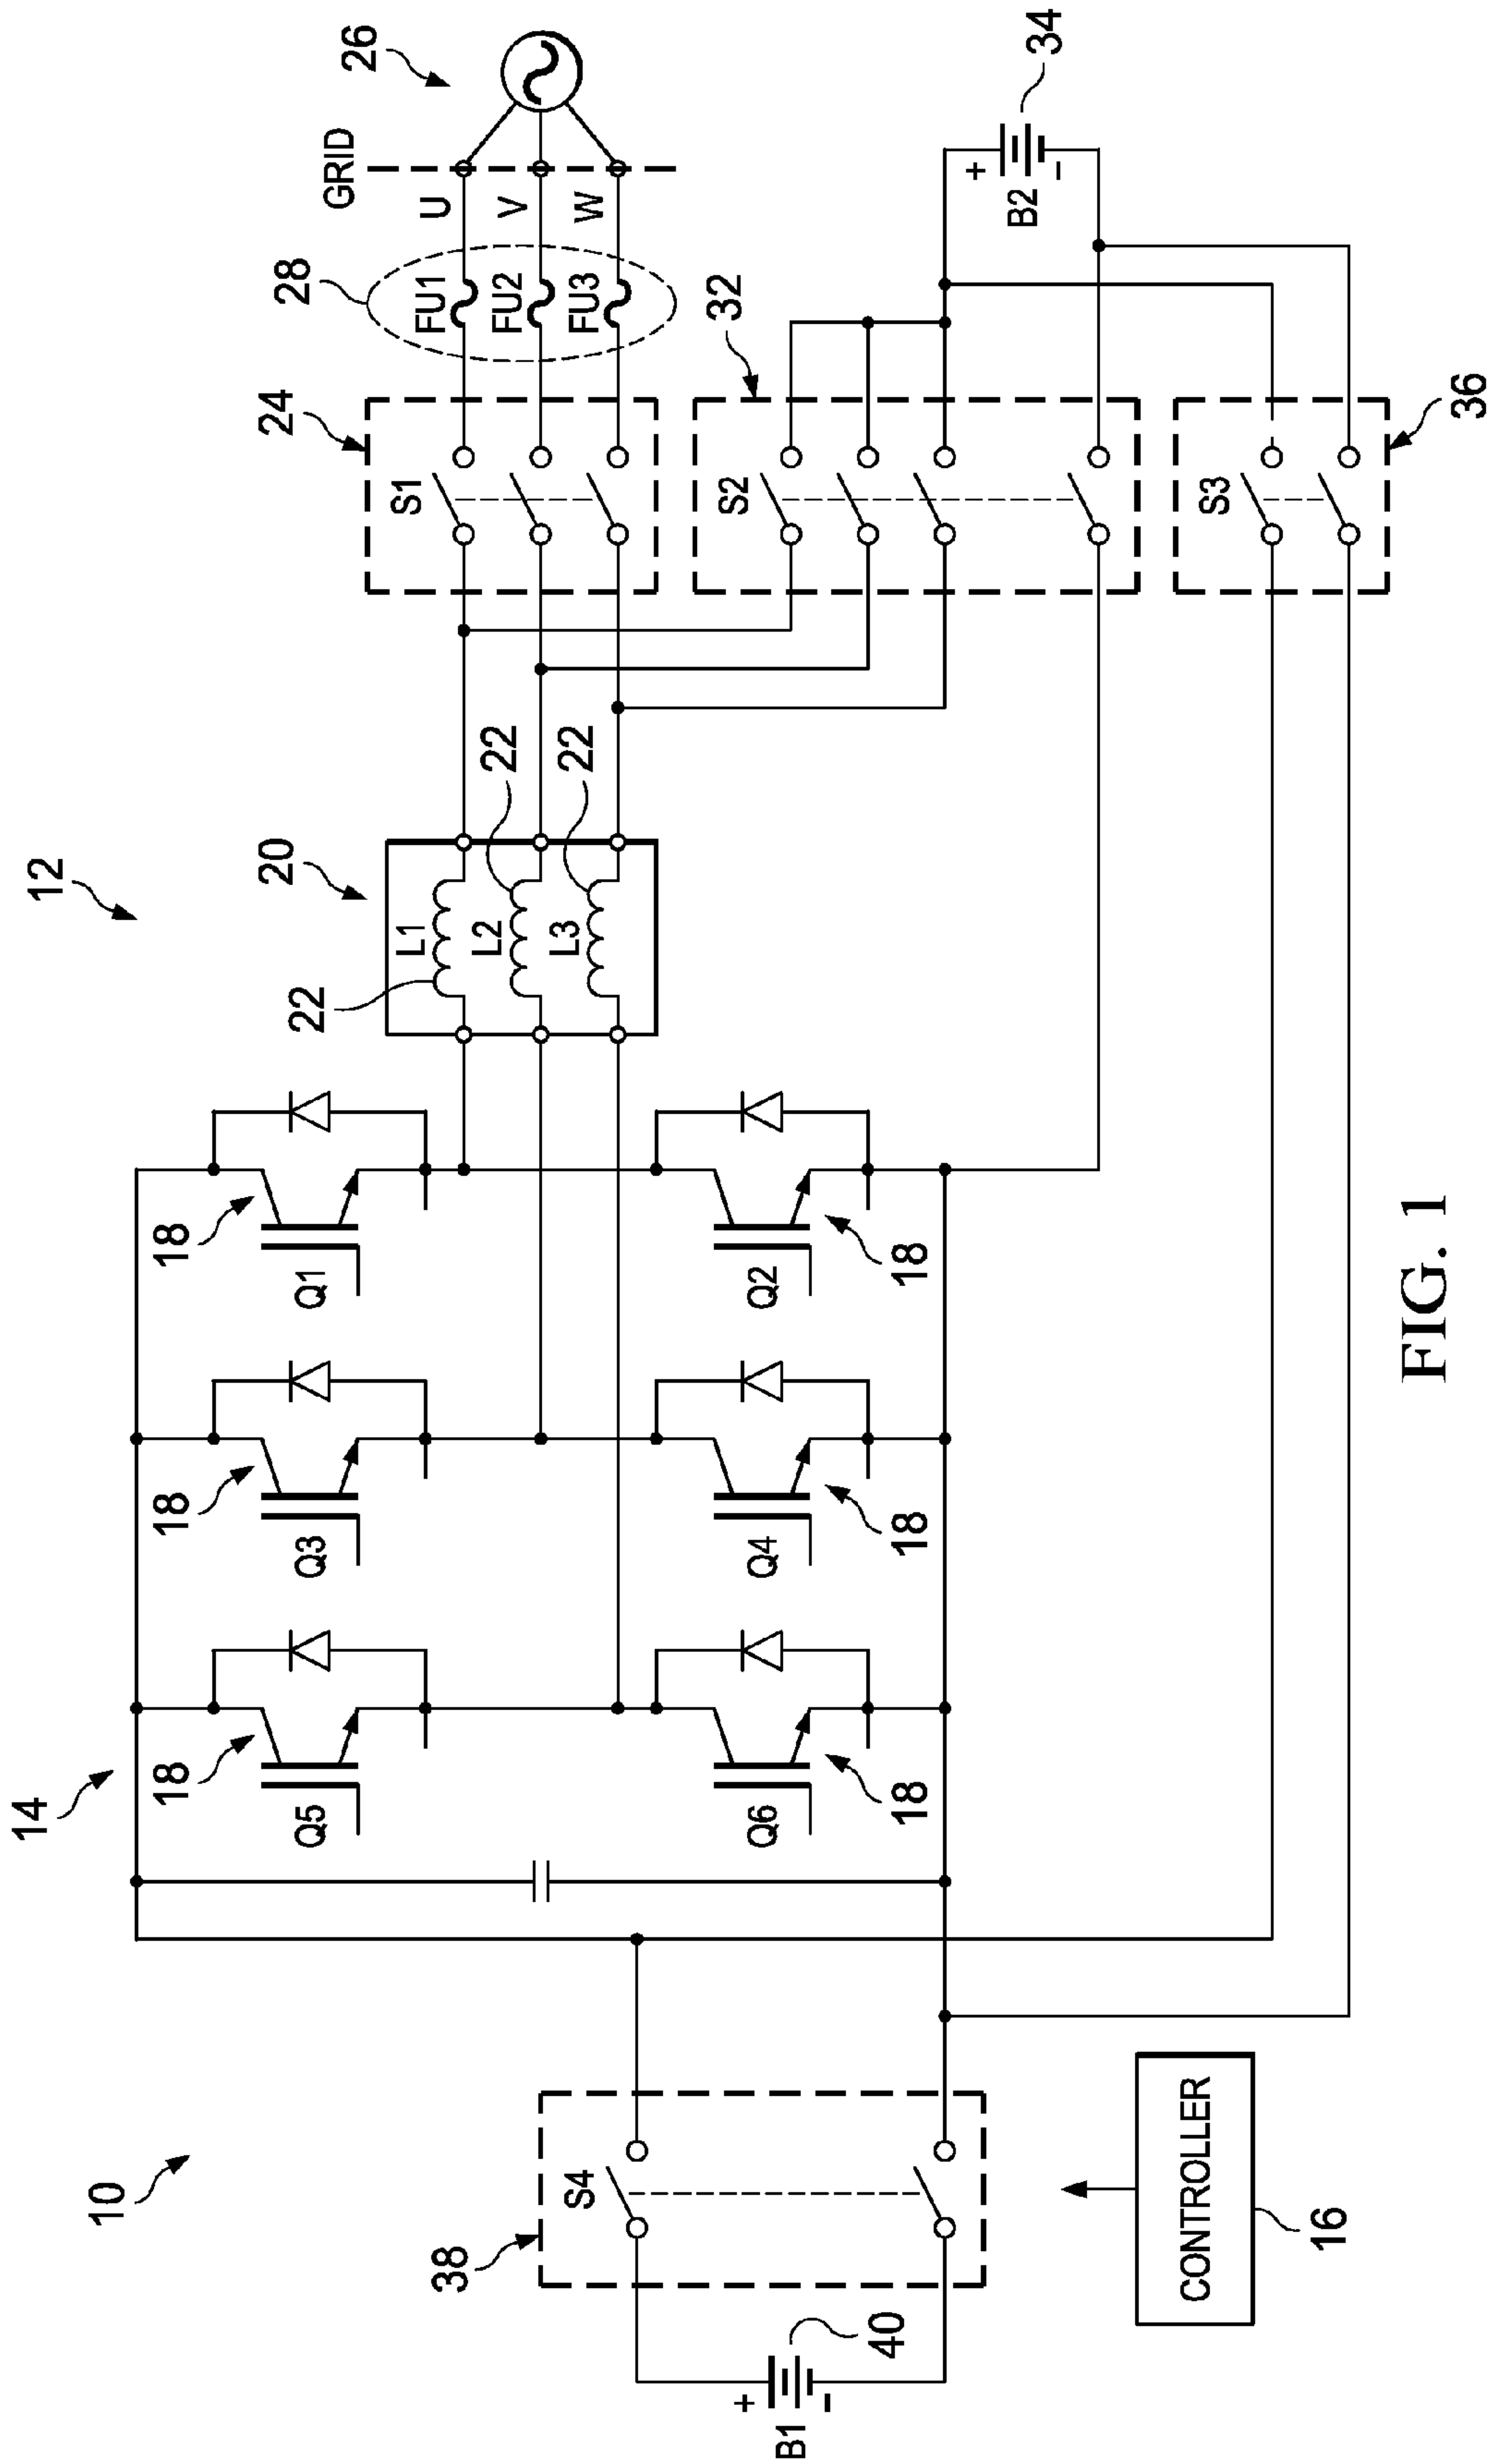 10
12
14
18
Q5
18
Q3
18
Q1
18
Q6
18
Q4
18
Q2
22
L1
22
L2
22
L3
20
24
S1
28
FU1
FU2
FU3
GRID
U
V
W
26
32
S2
+
B2
−
34
S3
36
38
S4
+
B1
−
40
CONTROLLER
16
FIG. 1